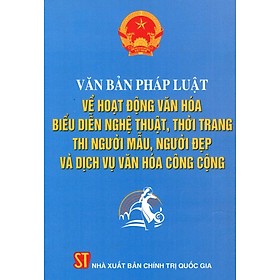 VĂN BẢN PHÁP LUẬT
VỀ HOẠT ĐỘNG VĂN HÓA
BIỂU DIỄN NGHỆ THUẬT, THỜI TRANG
THI NGƯỜI MẪU, NGƯỜI ĐẸP
VÀ DỊCH VỤ VĂN HÓA CÔNG CỘNG
ST NHÀ XUẤT BẢN CHÍNH TRỊ QUỐC GIA